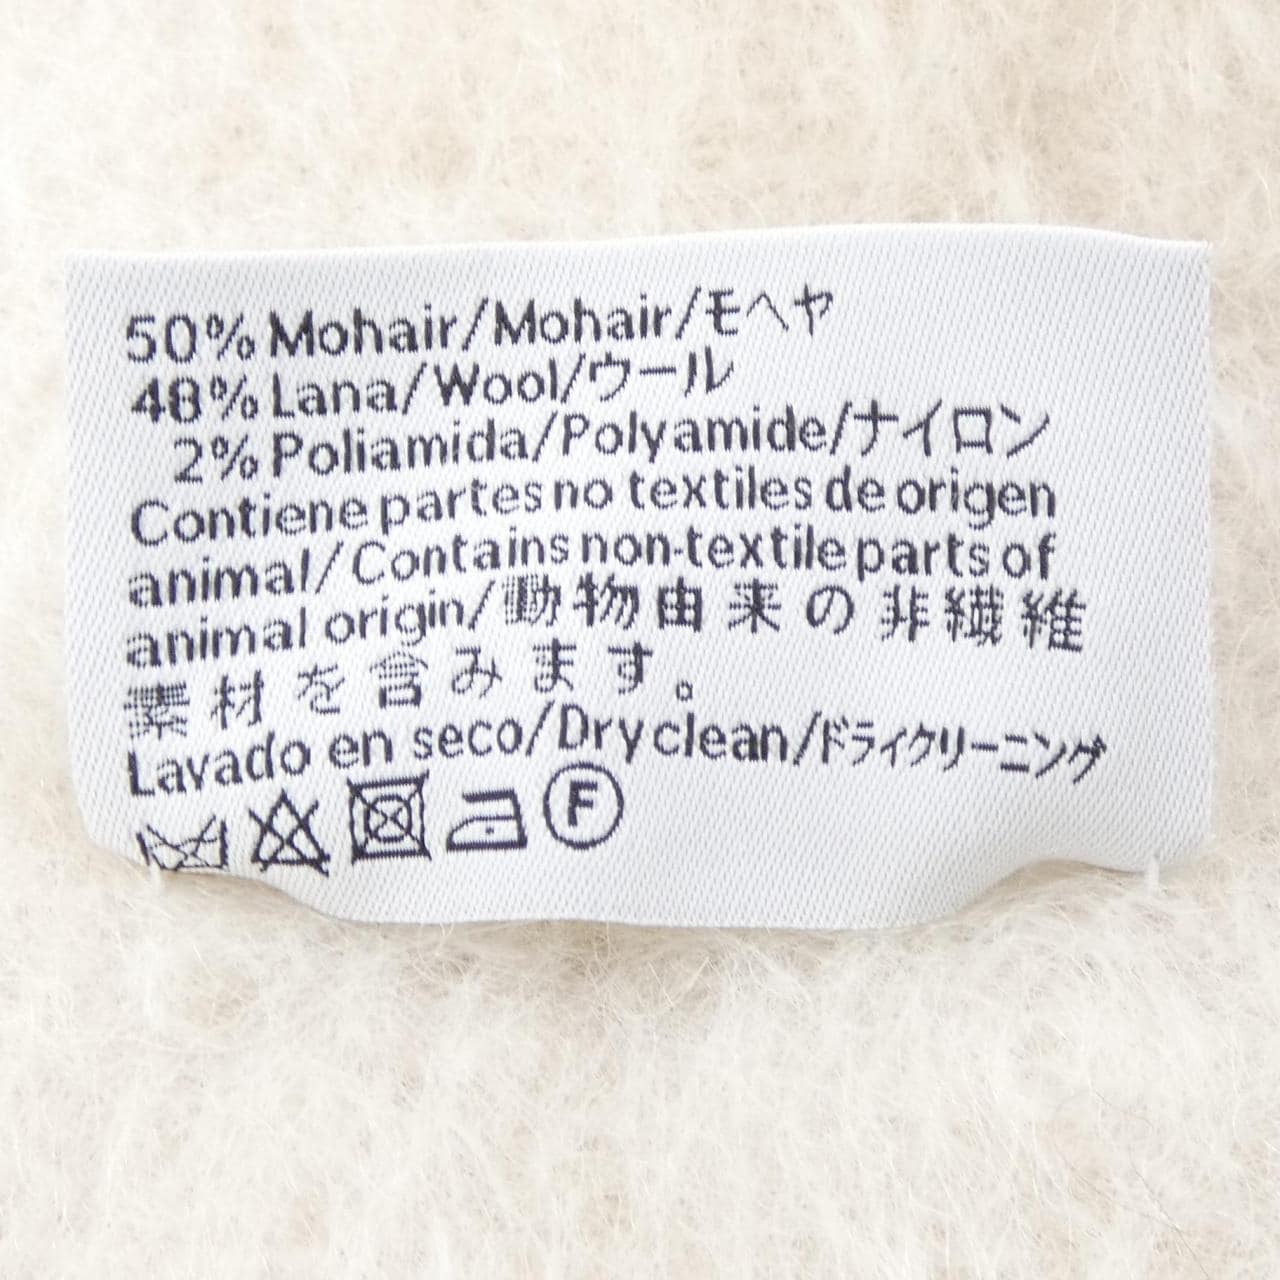 50% Mohair/Mohair/モヘヤ
48% Lana/Wool/ウール
2% Poliamida/Polyamide/ナイロン
Contiene partes no textiles de origen
animal/Contains non-textile parts of
animal origin/動物由来の非繊維
素材を含みます。
Lavado en seco/Dry clean/ドライクリーニング
F